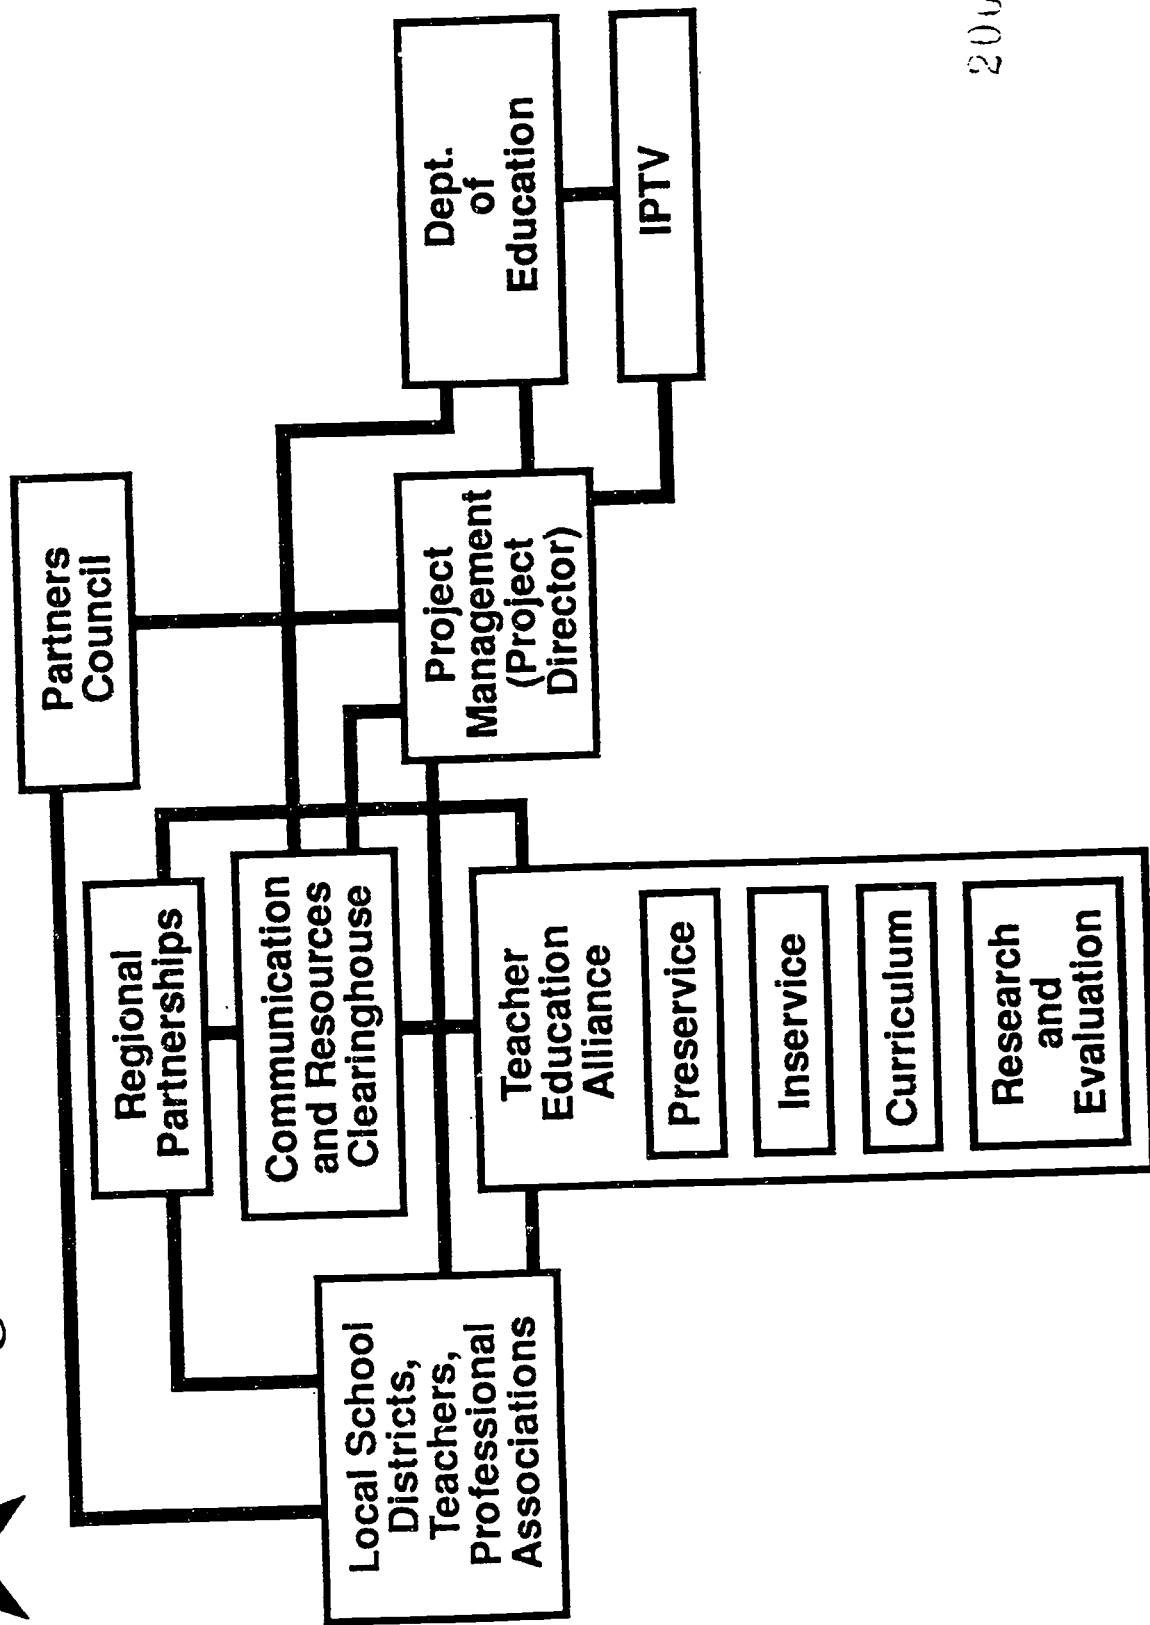 Partners
Council
Regional
Partnerships
Communication
and Resources
Clearinghouse
Local School
Districts,
Teachers,
Professional
Associations
Project
Management
(Project
Director)
Dept.
of
Education
IPTV
Teacher
Education
Alliance
Preservice
Inservice
Curriculum
Research
and
Evaluation